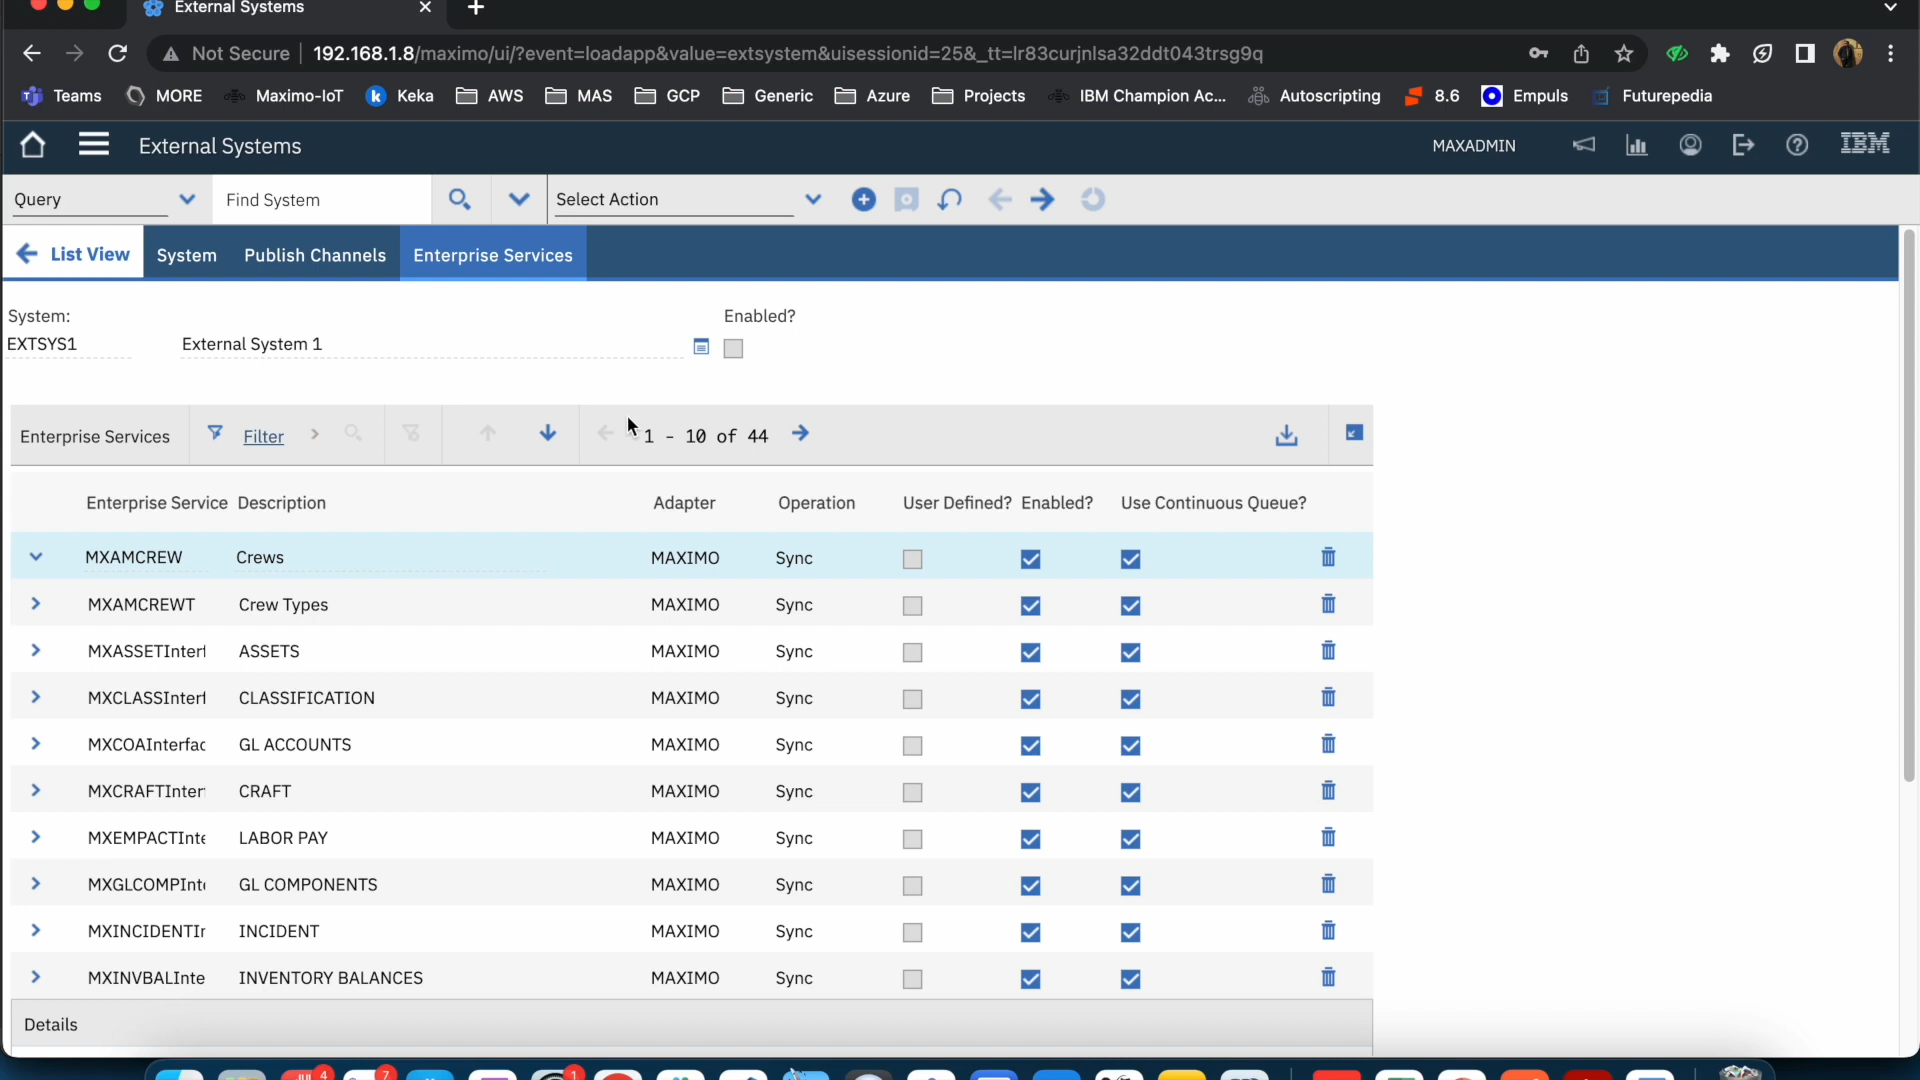 External Systems
Not Secure
192.168.1.8/maximo/ui/?event=loadapp&value=extsystem&uisessionid=25&_tt=lr83curjnlsa32ddt043trsg9q
Teams MORE Maximo-IoT Keka AWS MAS GCP Generic Azure Projects IBM Champion Ac... Autoscripting 8.6 Empuls Futurepedia
External Systems MAXADMIN IBM
Query Find System Select Action
List View System Publish Channels Enterprise Services
System: Enabled?
EXTSYS1 External System 1
Enterprise Services Filter 1 - 10 of 44
Enterprise Service Description Adapter Operation User Defined? Enabled? Use Continuous Queue?
MXAMCREW Crews MAXIMO Sync
MXAMCREWT Crew Types MAXIMO Sync
MXASSETInterf ASSETS MAXIMO Sync
MXCLASSInterf CLASSIFICATION MAXIMO Sync
MXCOAInterfac GL ACCOUNTS MAXIMO Sync
MXCRAFTInter CRAFT MAXIMO Sync
MXEMPACTInte LABOR PAY MAXIMO Sync
MXGLCOMPInte GL COMPONENTS MAXIMO Sync
MXINCIDENTIn INCIDENT MAXIMO Sync
MXINVBALInte INVENTORY BALANCES MAXIMO Sync
Details
4 7 1